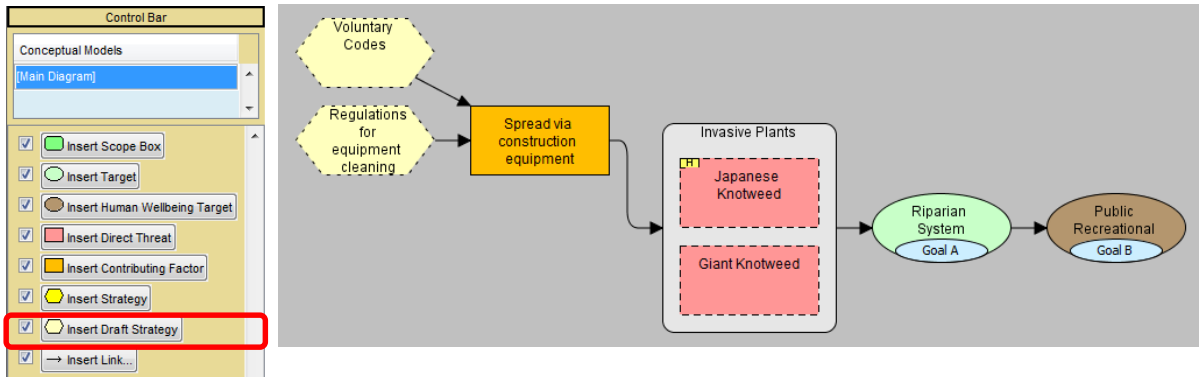 Control Bar
Conceptual Models
[Main Diagram]
Insert Scope Box
Insert Target
Insert Human Wellbeing Target
Insert Direct Threat
Insert Contributing Factor
Insert Strategy
Insert Draft Strategy
Insert Link...
Voluntary
Codes
Regulations
for
equipment
cleaning
Spread via
construction
equipment
Invasive Plants
H
Japanese
Knotweed
Giant Knotweed
Riparian
System
Goal A
Public
Recreational
Goal B